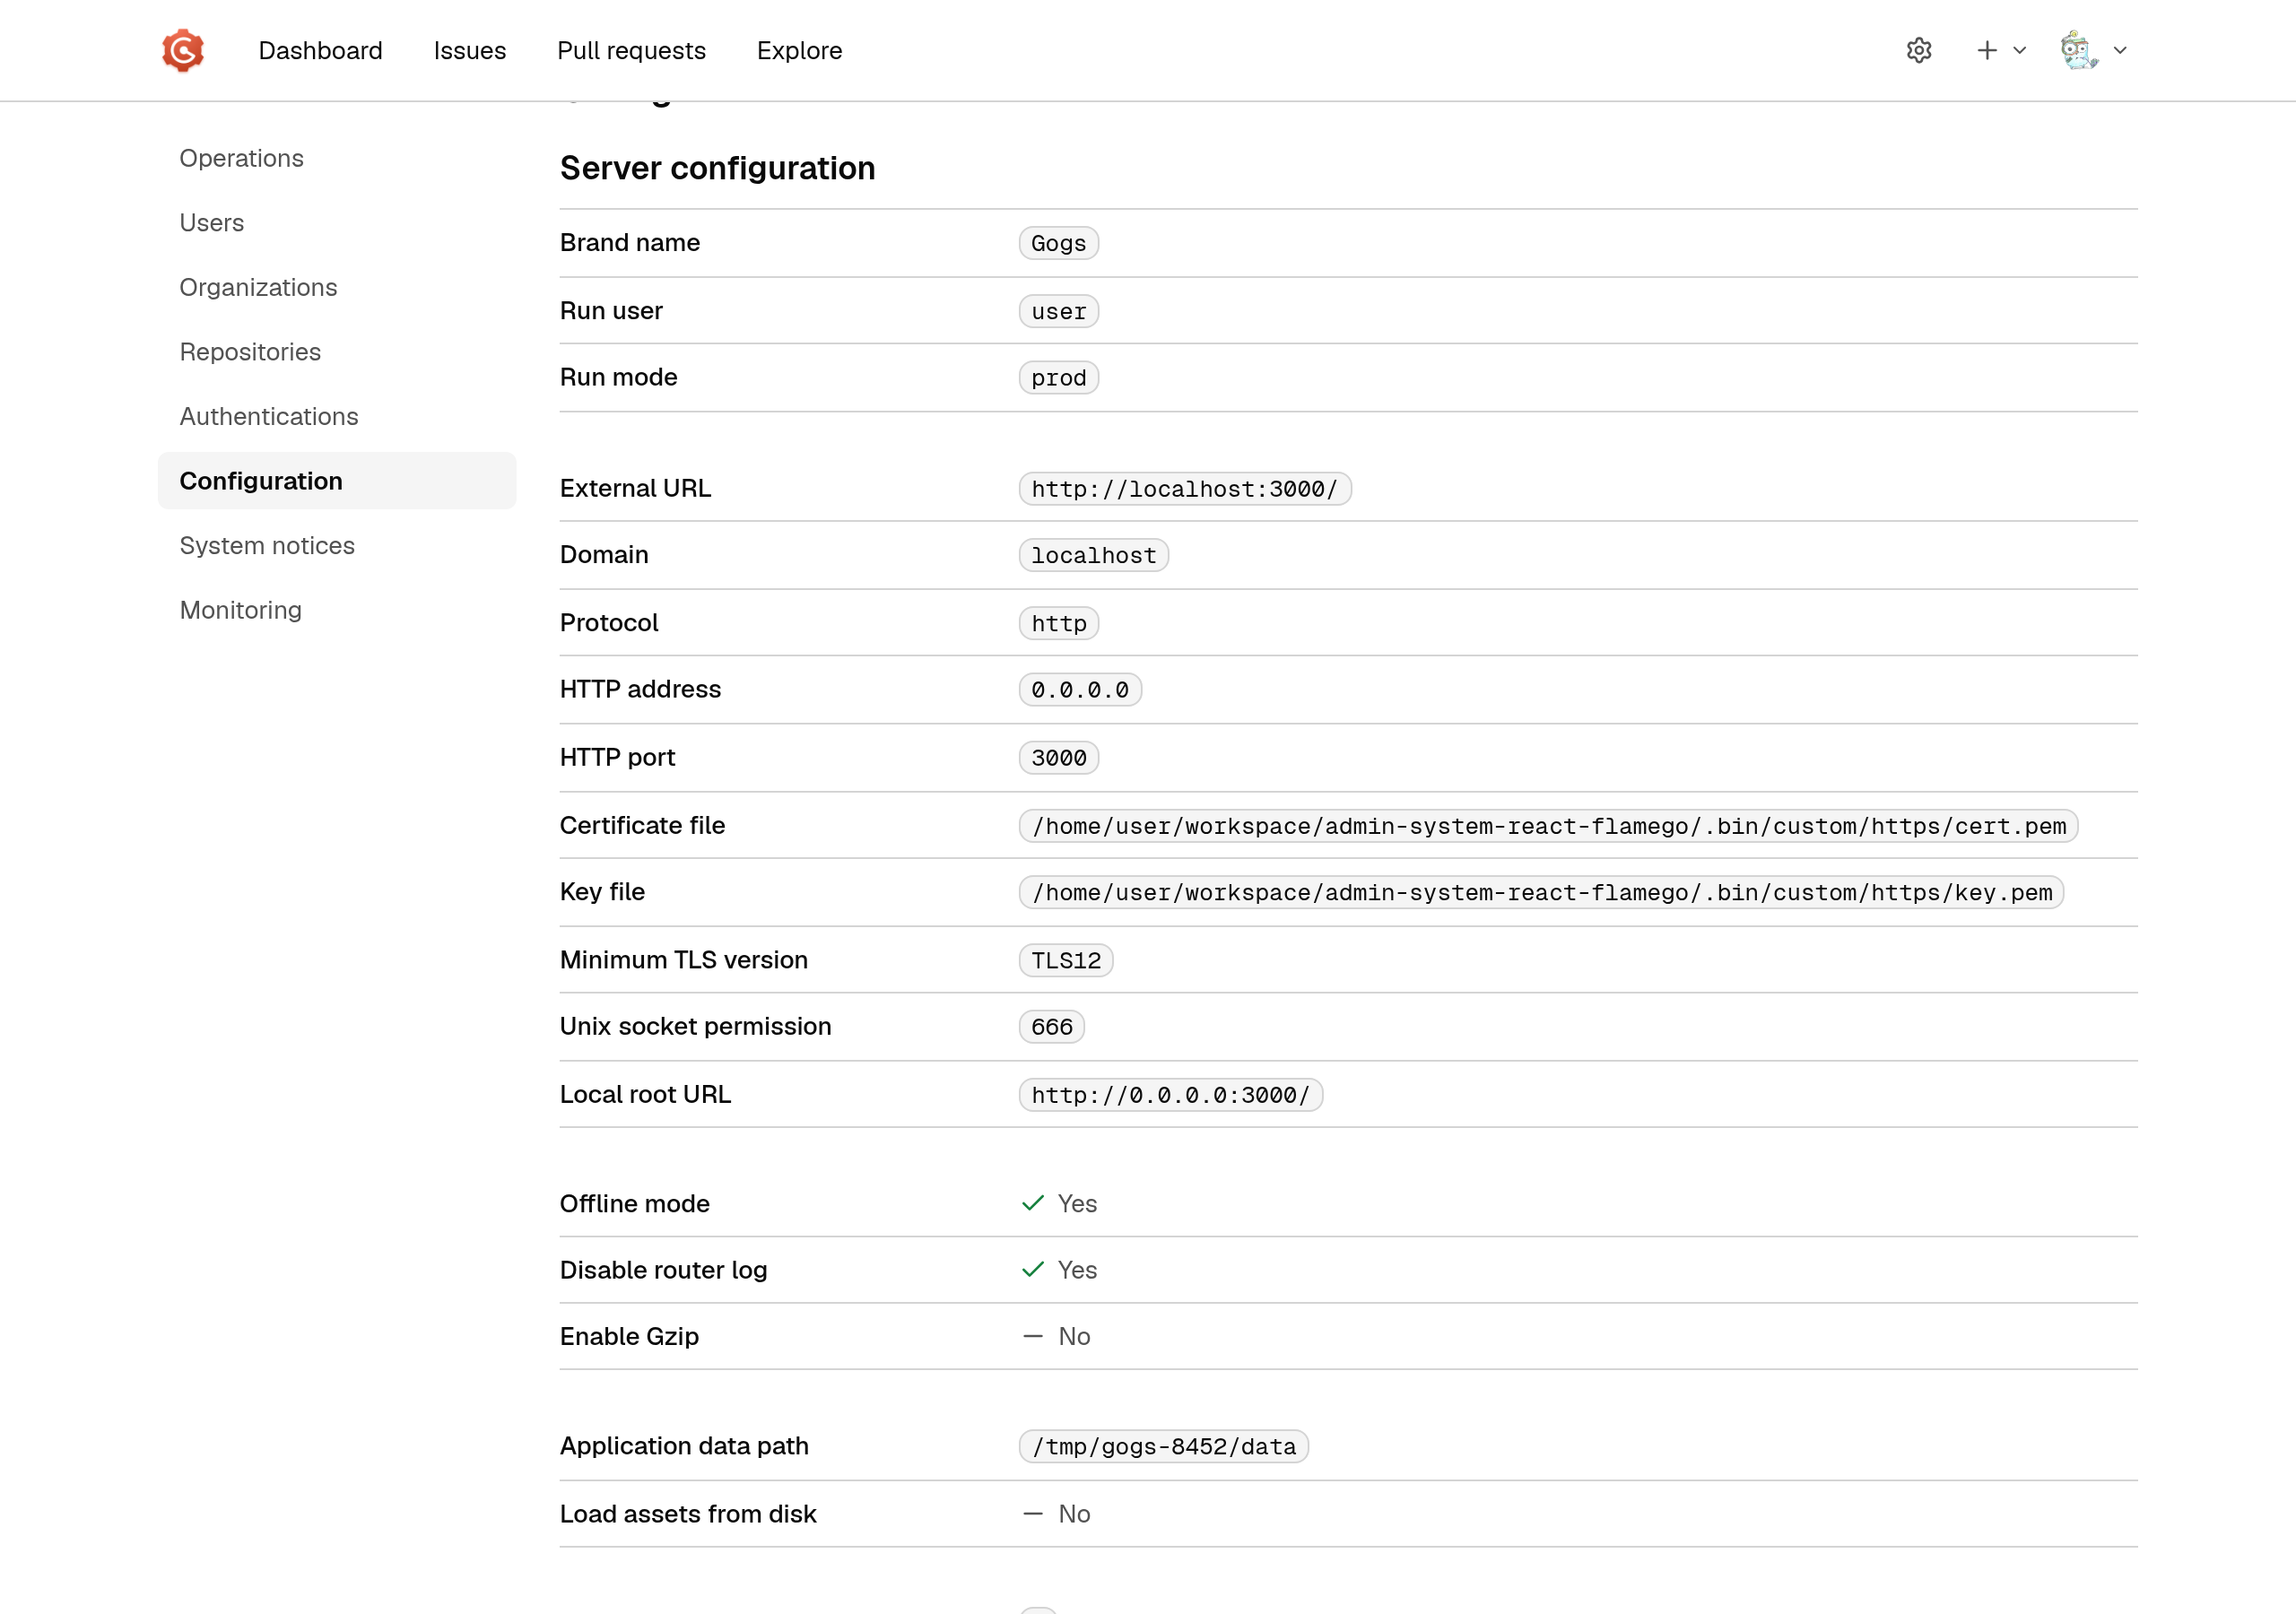 Dashboard Issues Pull requests Explore
Operations
Users
Organizations
Repositories
Authentications
Configuration
System notices
Monitoring
Server configuration
Brand name Gogs
Run user user
Run mode prod
External URL http://localhost:3000/
Domain localhost
Protocol http
HTTP address 0.0.0.0
HTTP port 3000
Certificate file /home/user/workspace/admin-system-react-flamego/.bin/custom/https/cert.pem
Key file /home/user/workspace/admin-system-react-flamego/.bin/custom/https/key.pem
Minimum TLS version TLS12
Unix socket permission 666
Local root URL http://0.0.0.0:3000/
Offline mode Yes
Disable router log Yes
Enable Gzip No
Application data path /tmp/gogs-8452/data
Load assets from disk No